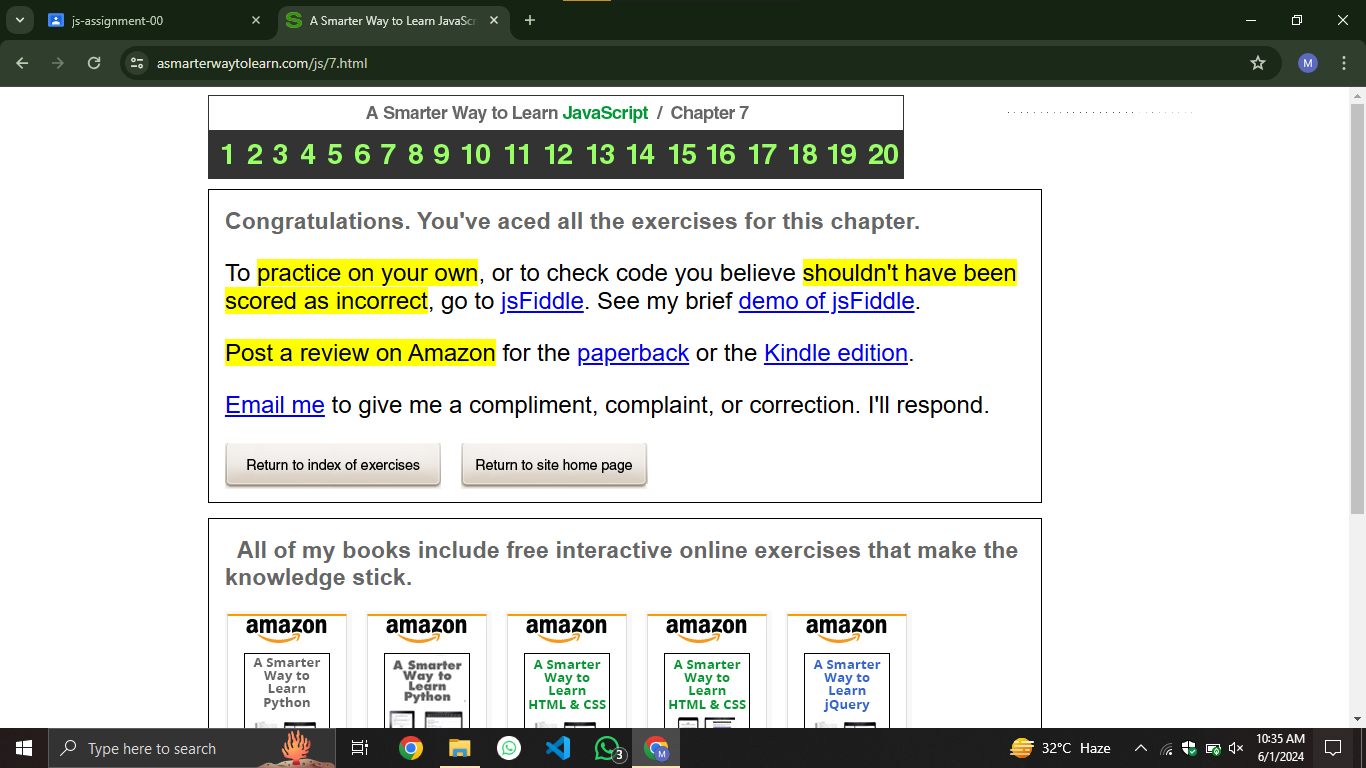 js-assignment-00
A Smarter Way to Learn JavaScr
asmarterwaytolearn.com/js/7.html
M
A Smarter Way to Learn JavaScript / Chapter 7
1 2 3 4 5 6 7 8 9 10 11 12 13 14 15 16 17 18 19 20
Congratulations. You've aced all the exercises for this chapter.
To practice on your own, or to check code you believe shouldn't have been
scored as incorrect, go to jsFiddle. See my brief demo of jsFiddle.
Post a review on Amazon for the paperback or the Kindle edition.
Email me to give me a compliment, complaint, or correction. I'll respond.
Return to index of exercises Return to site home page
All of my books include free interactive online exercises that make the
knowledge stick.
amazon amazon amazon amazon amazon
A Smarter A Smarter A Smarter A Smarter A Smarter
Way to Way to Way to Way to Way to
Learn Learn Learn Learn Learn
Python Python HTML & CSS HTML & CSS jQuery
Type here to search
3
M
32°C Haze
10:35 AM
6/1/2024